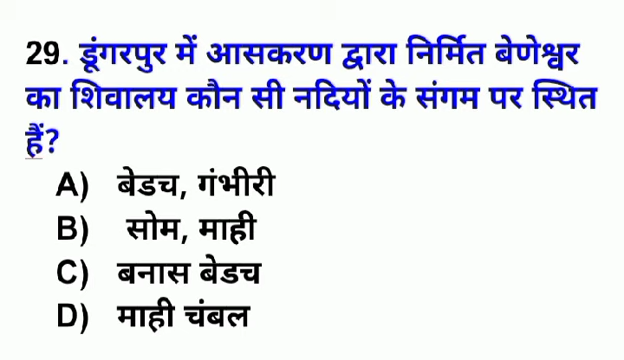 29. डूंगरपुर में आसकरण द्वारा निर्मित बेणेश्वर
का शिवालय कौन सी नदियों के संगम पर स्थित
हैं?
A) बेडच, गंभीरी
B) सोम, माही
C) बनास बेडच
D) माही चंबल